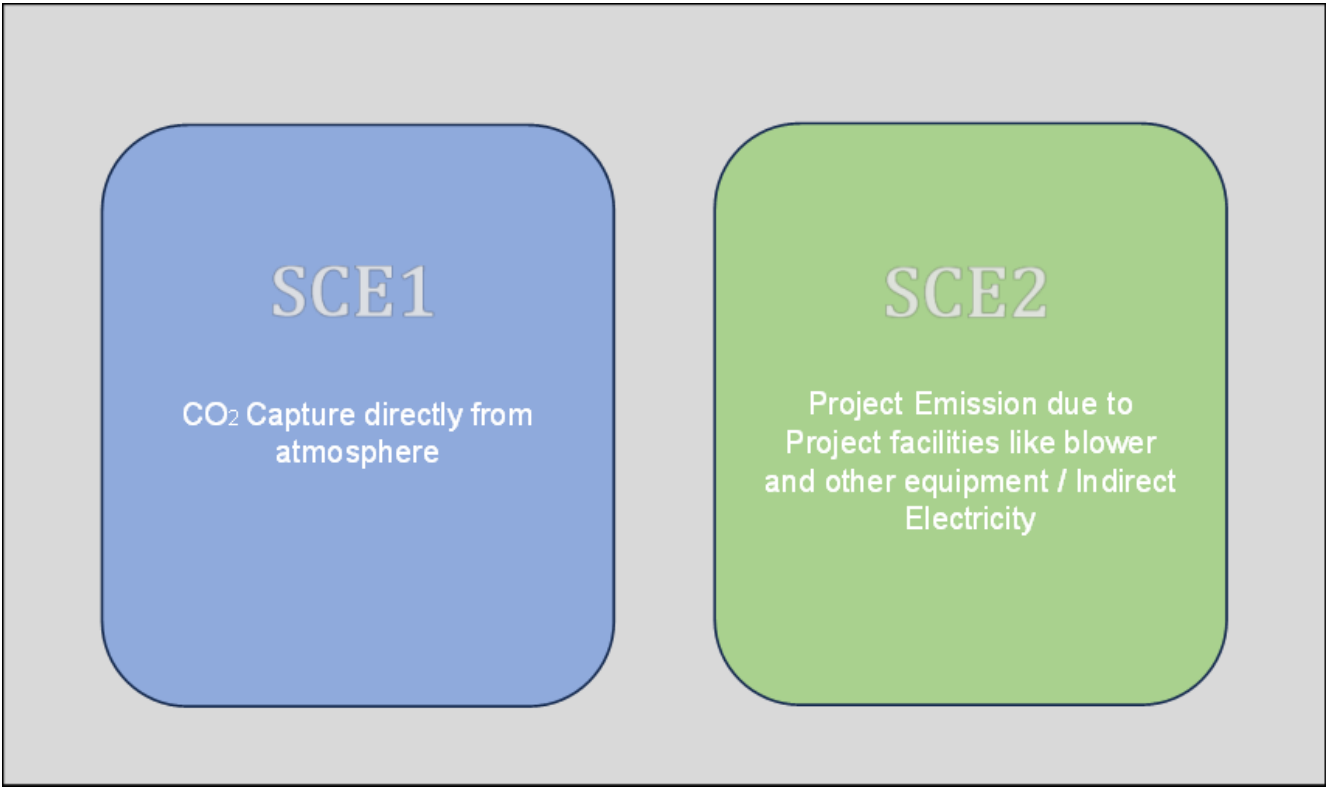 SCE1
CO₂ Capture directly from
atmosphere
SCE2
Project Emission due to
Project facilities like blower
and other equipment / Indirect
Electricity